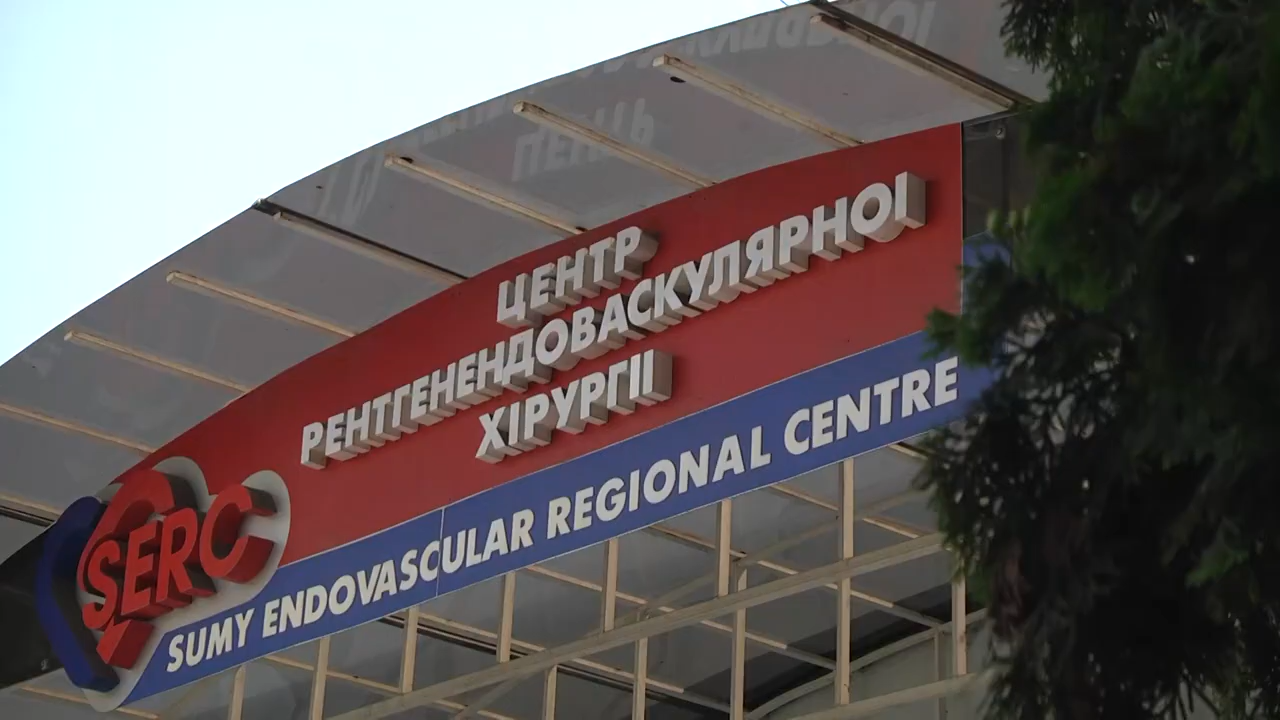 ЦЕНТР
РЕНТГЕНЕНДОВАСКУЛЯРНОІ
ХІРУРГІІ
SERC
SUMY ENDOVASCULAR REGIONAL CENTRE